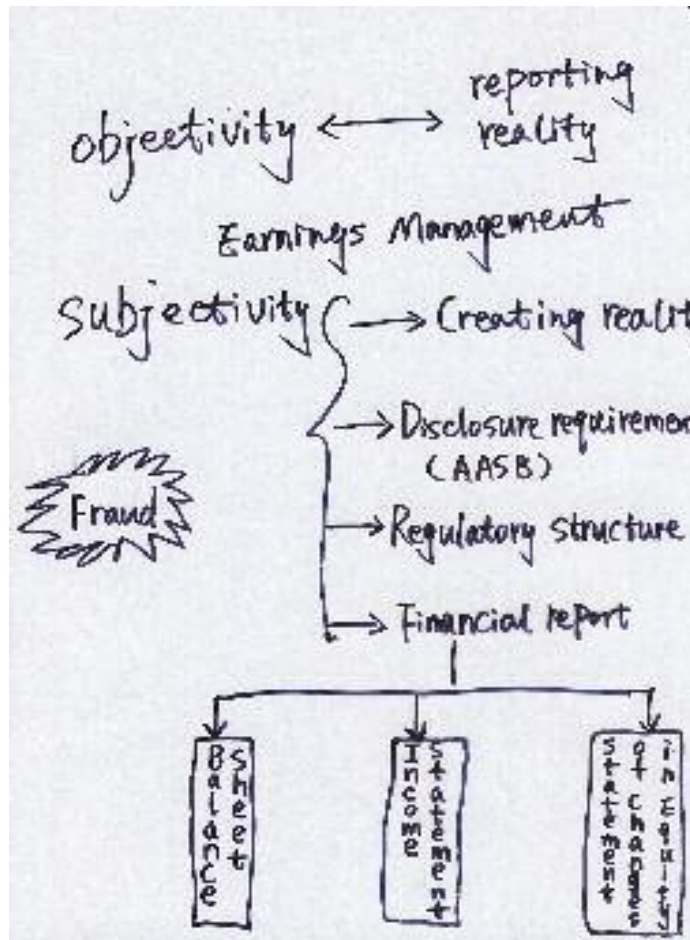 objectivity ↔ reporting
reality
Earnings Management
Subjectivity → Creating realit
→ Disclosure requiremen
(AASB)
Fraud
→ Regulatory structure
→ Financial report
Balance
Sheet
Income
Statement
Statement
of changes
in Equity